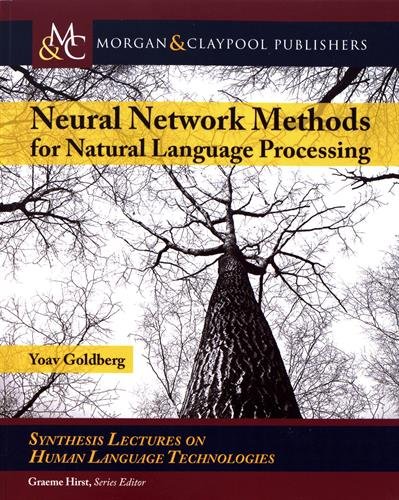 M&C
MORGAN & CLAYPOOL PUBLISHERS
Neural Network Methods
for Natural Language Processing
Yoav Goldberg
SYNTHESIS LECTURES ON
HUMAN LANGUAGE TECHNOLOGIES
Graeme Hirst, Series Editor